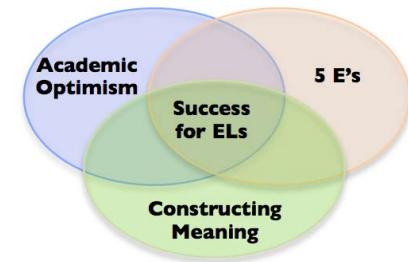 Academic
Optimism
5 E's
Success
for ELs
Constructing
Meaning